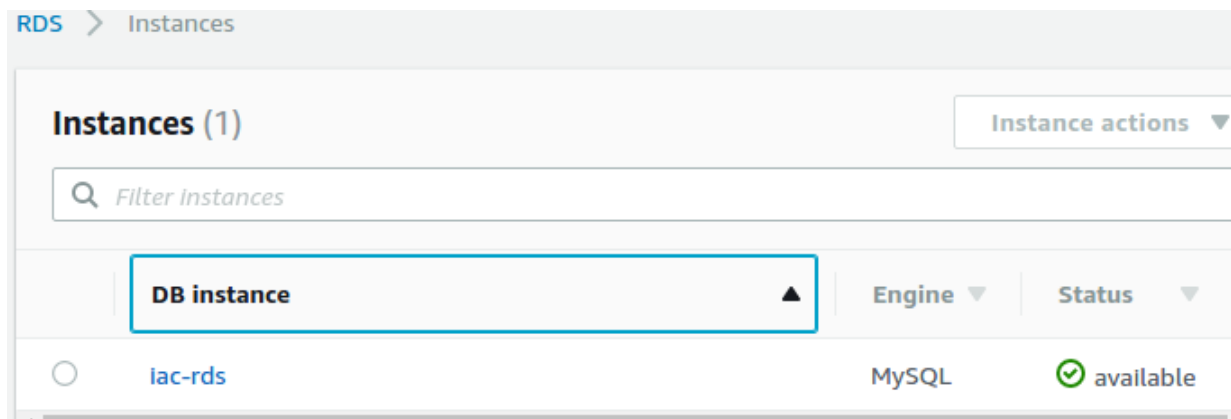 RDS > Instances
Instances (1)
Instance actions
Filter Instances
DB instance Engine Status
iac-rds MySQL available